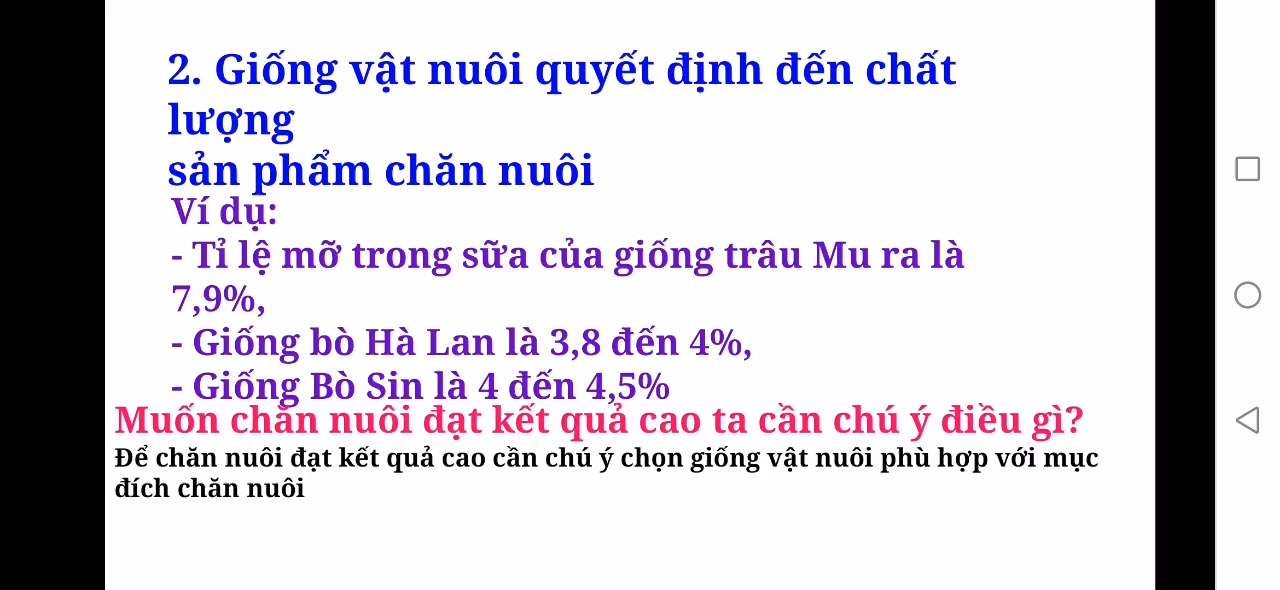 2. Giống vật nuôi quyết định đến chất
lượng
sản phẩm chăn nuôi
Ví dụ:
- Tỉ lệ mỡ trong sữa của giống trâu Mu ra là
7,9%,
- Giống bò Hà Lan là 3,8 đến 4%,
- Giống Bò Sin là 4 đến 4,5%
Muốn chăn nuôi đạt kết quả cao ta cần chú ý điều gì?
Để chăn nuôi đạt kết quả cao cần chú ý chọn giống vật nuôi phù hợp với mục
đích chăn nuôi